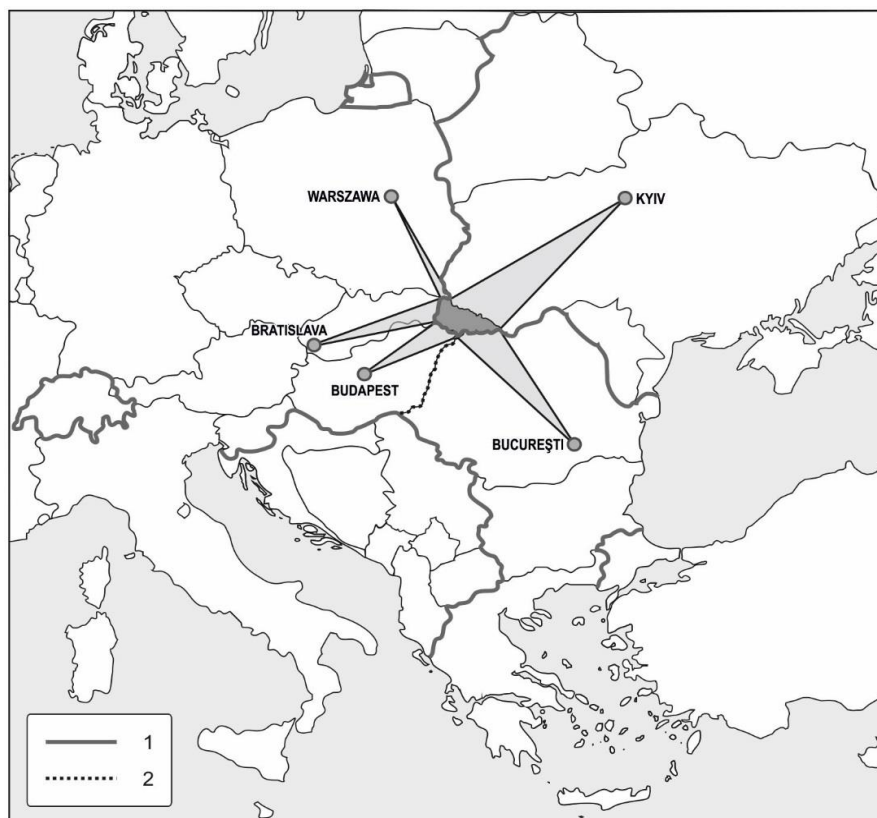 WARSZAWA
KYIV
BRATISLAVA
BUDAPEST
BUCUREŞTI
1
2